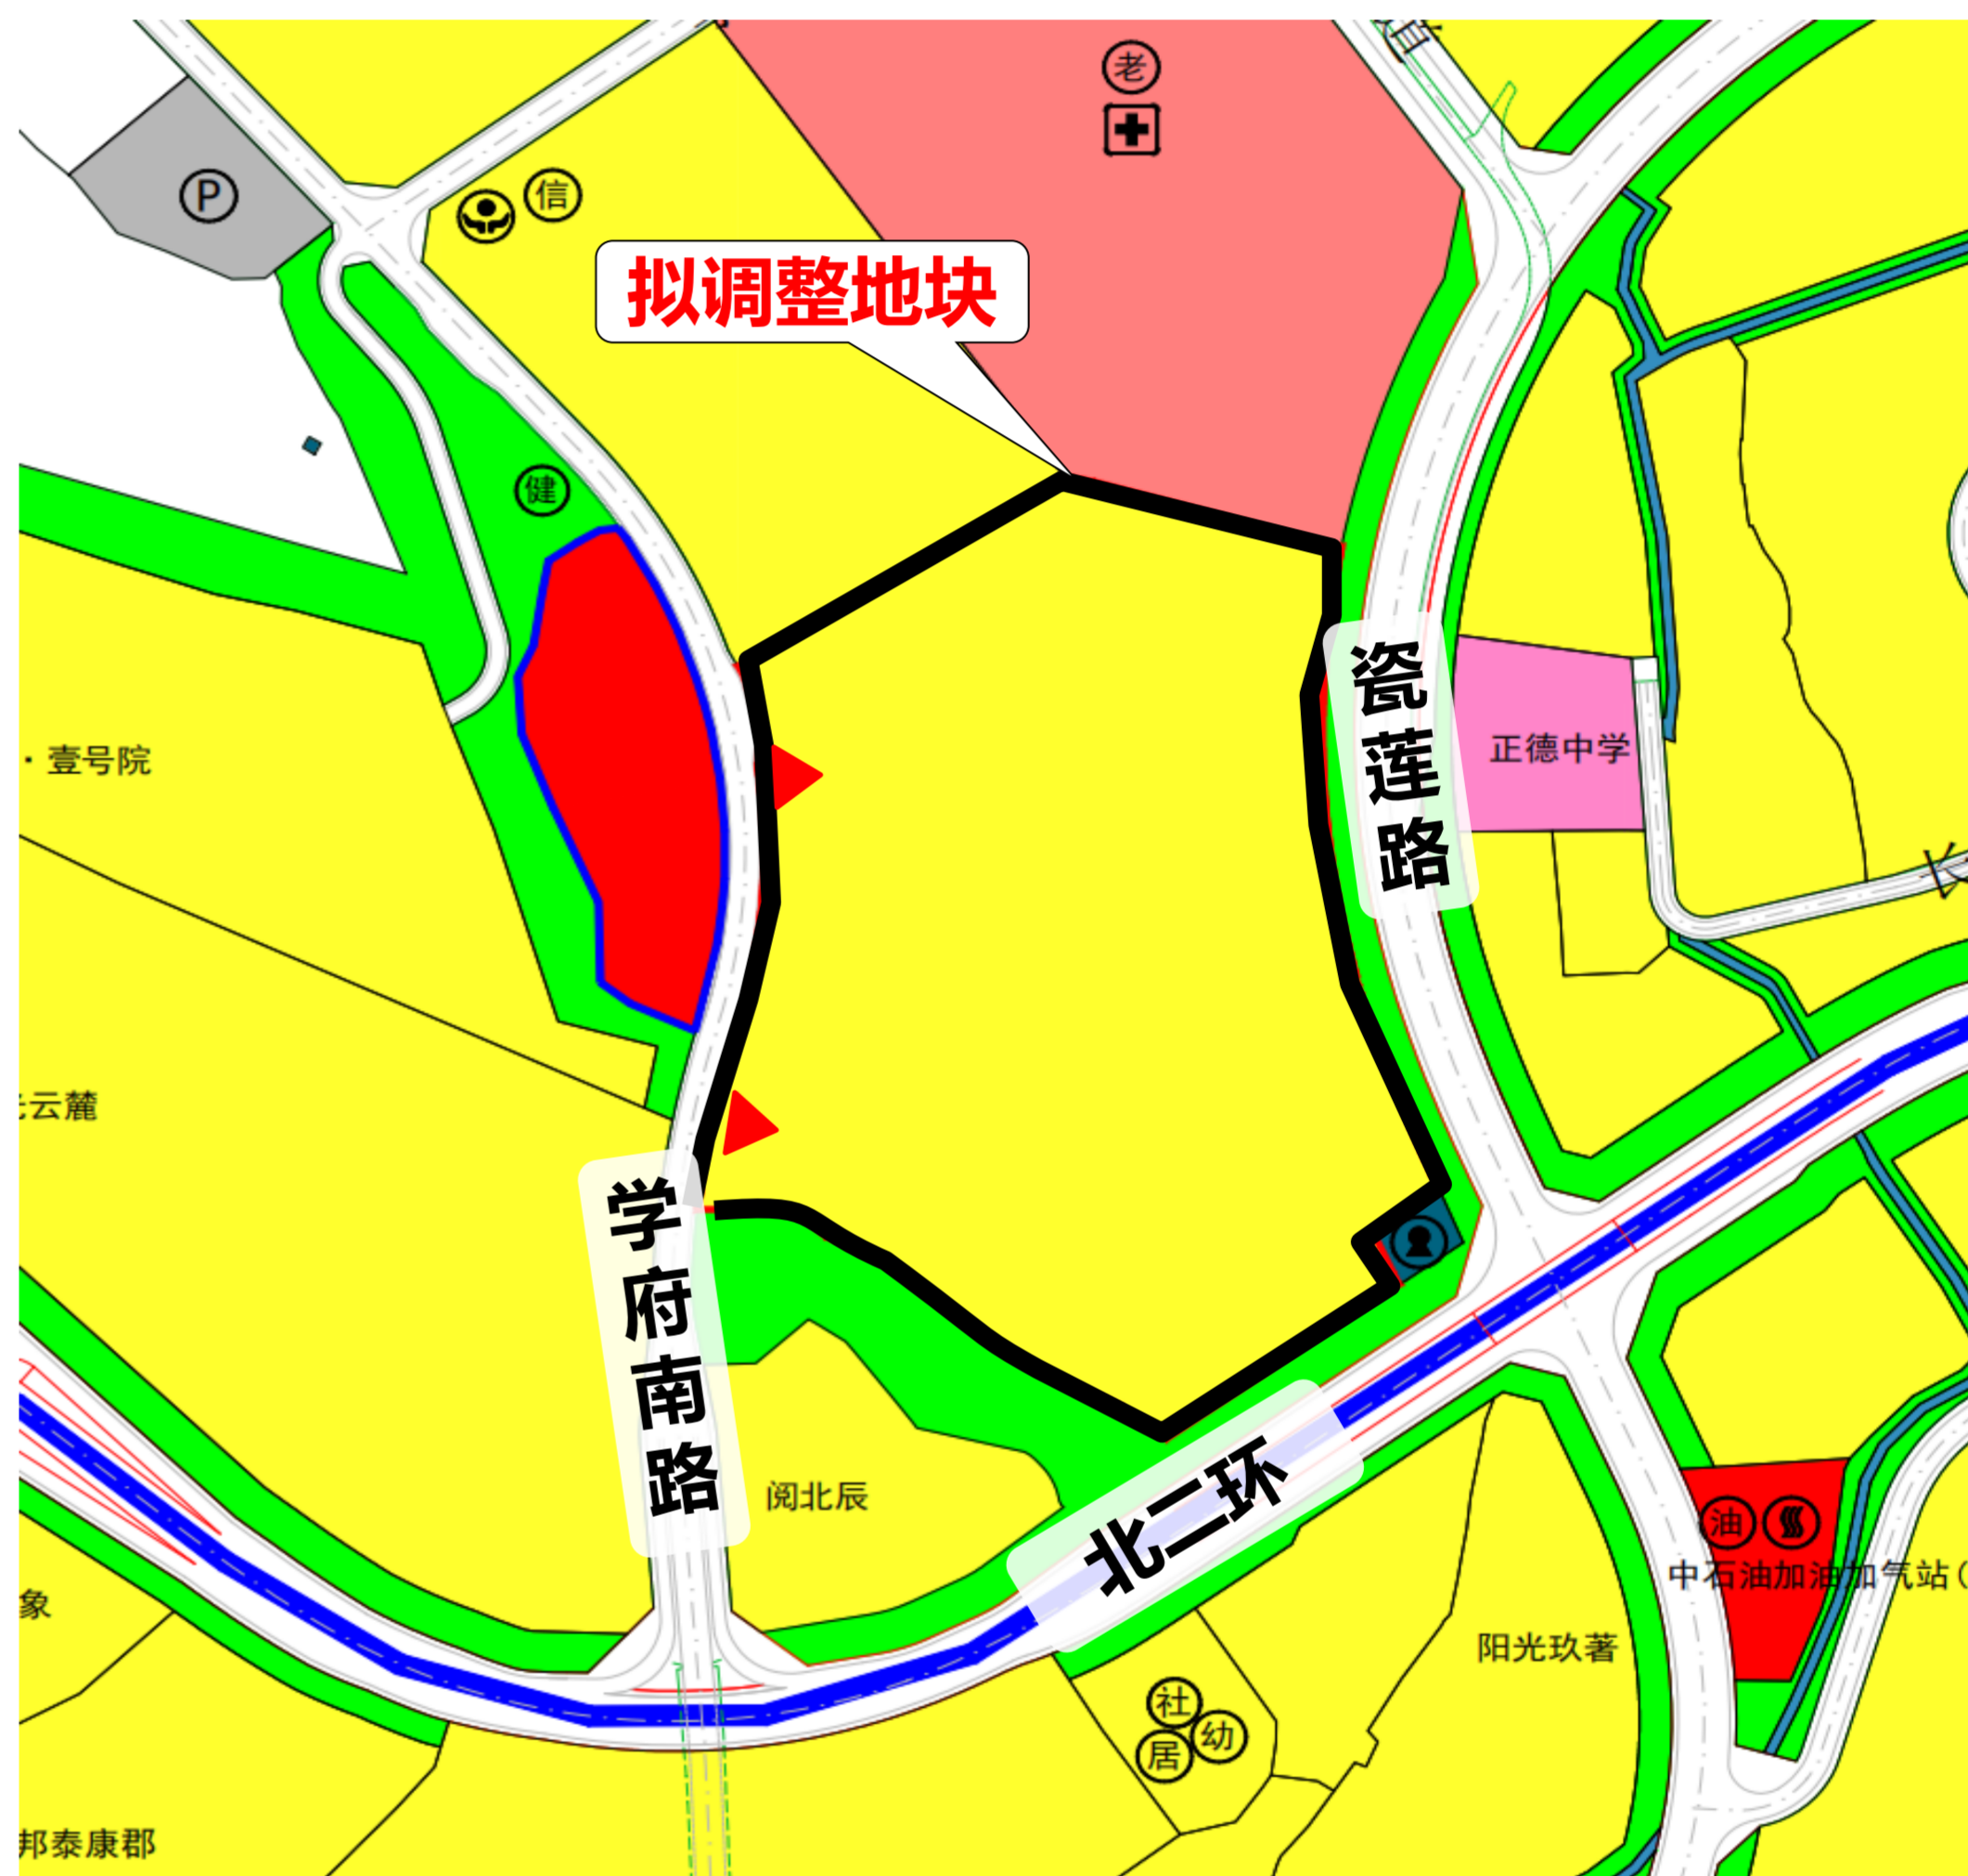 道
老
P
信
拟调整地块
健
瓷莲路
正德中学
·壹号院
长
云麓
学府南路
阅北辰
北二环
油
中石油加油加气站(
象
阳光玖著
社
幼
居
邦泰康郡